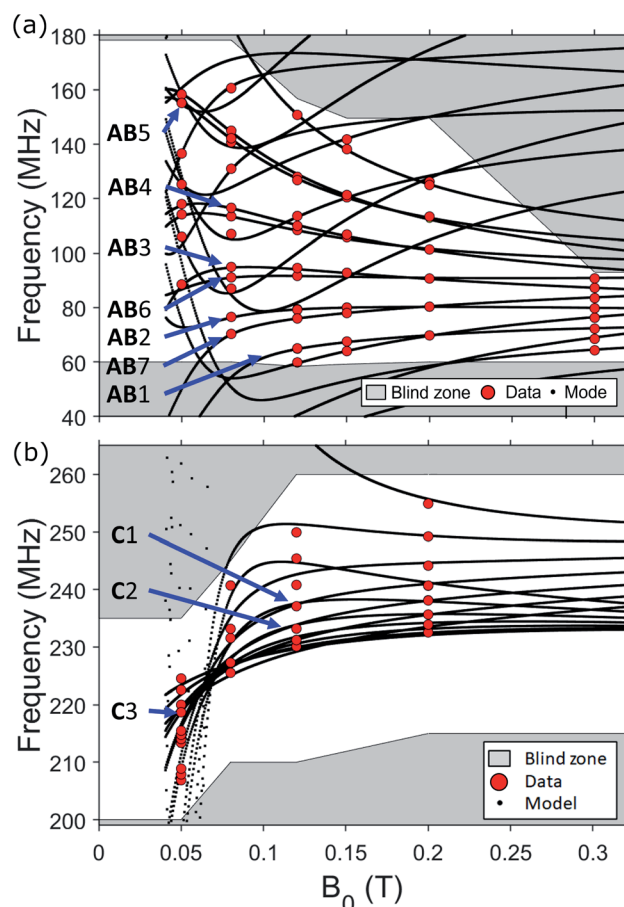 (a)
180
160
140
120
100
80
60
40
Frequency (MHz)
AB5
AB4
AB3
AB6
AB2
AB7
AB1
Blind zone
Data
Mode
(b)
260
250
240
230
220
210
200
Frequency (MHz)
C1
C2
C3
Blind zone
Data
Model
0
0.05
0.1
0.15
0.2
0.25
0.3
B₀ (T)